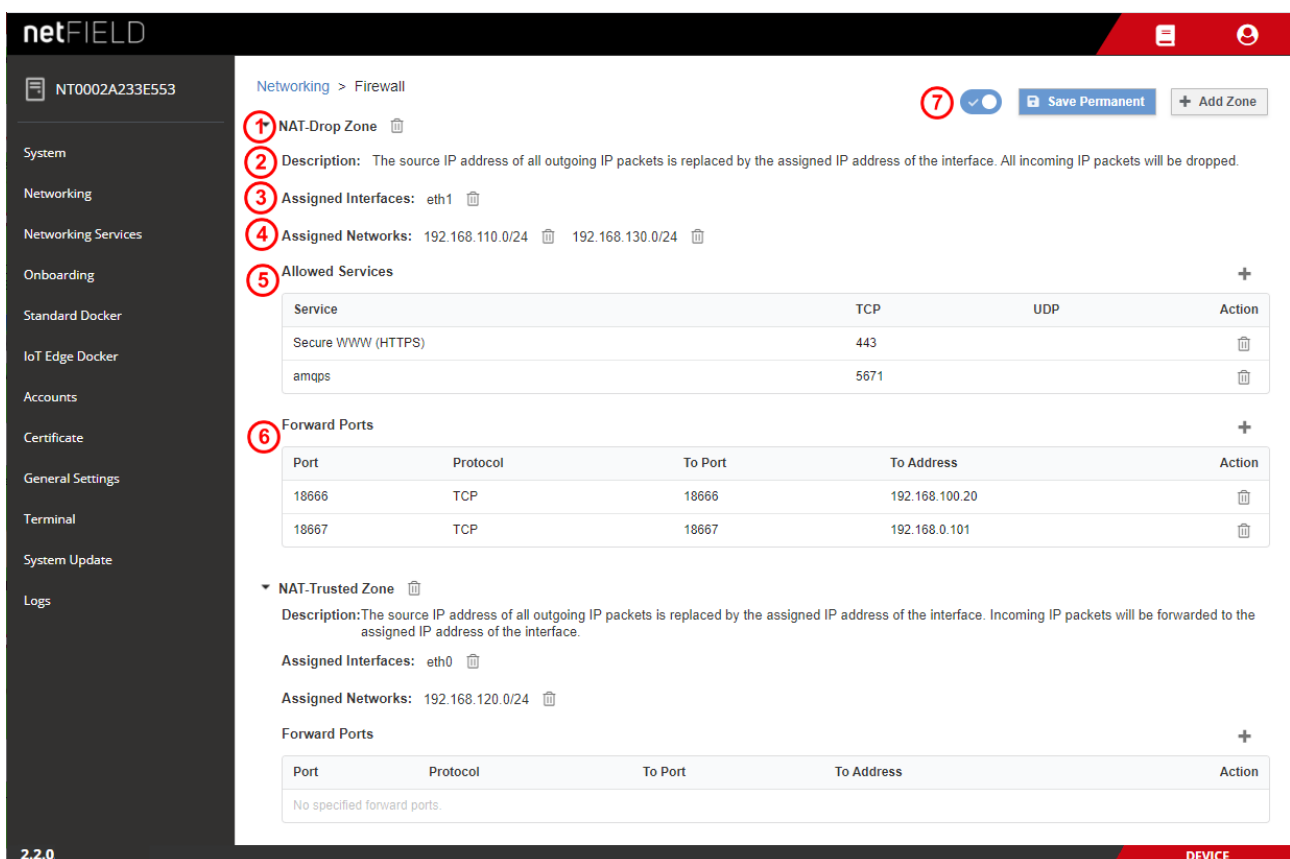 netFIELD
NT0002A233E553
System
Networking
Networking Services
Onboarding
Standard Docker
IoT Edge Docker
Accounts
Certificate
General Settings
Terminal
System Update
Logs
2.2.0
Networking > Firewall
7 Save Permanent + Add Zone
1 NAT-Drop Zone
2 Description: The source IP address of all outgoing IP packets is replaced by the assigned IP address of the interface. All incoming IP packets will be dropped.
3 Assigned Interfaces: eth1
4 Assigned Networks: 192.168.110.0/24 192.168.130.0/24
5 Allowed Services +
Service TCP UDP Action
Secure WWW (HTTPS) 443
amqps 5671
6 Forward Ports +
Port Protocol To Port To Address Action
18666 TCP 18666 192.168.100.20
18667 TCP 18667 192.168.0.101
NAT-Trusted Zone
Description:The source IP address of all outgoing IP packets is replaced by the assigned IP address of the interface. Incoming IP packets will be forwarded to the
assigned IP address of the interface.
Assigned Interfaces: eth0
Assigned Networks: 192.168.120.0/24
Forward Ports +
Port Protocol To Port To Address Action
No specified forward ports.
DEVICE